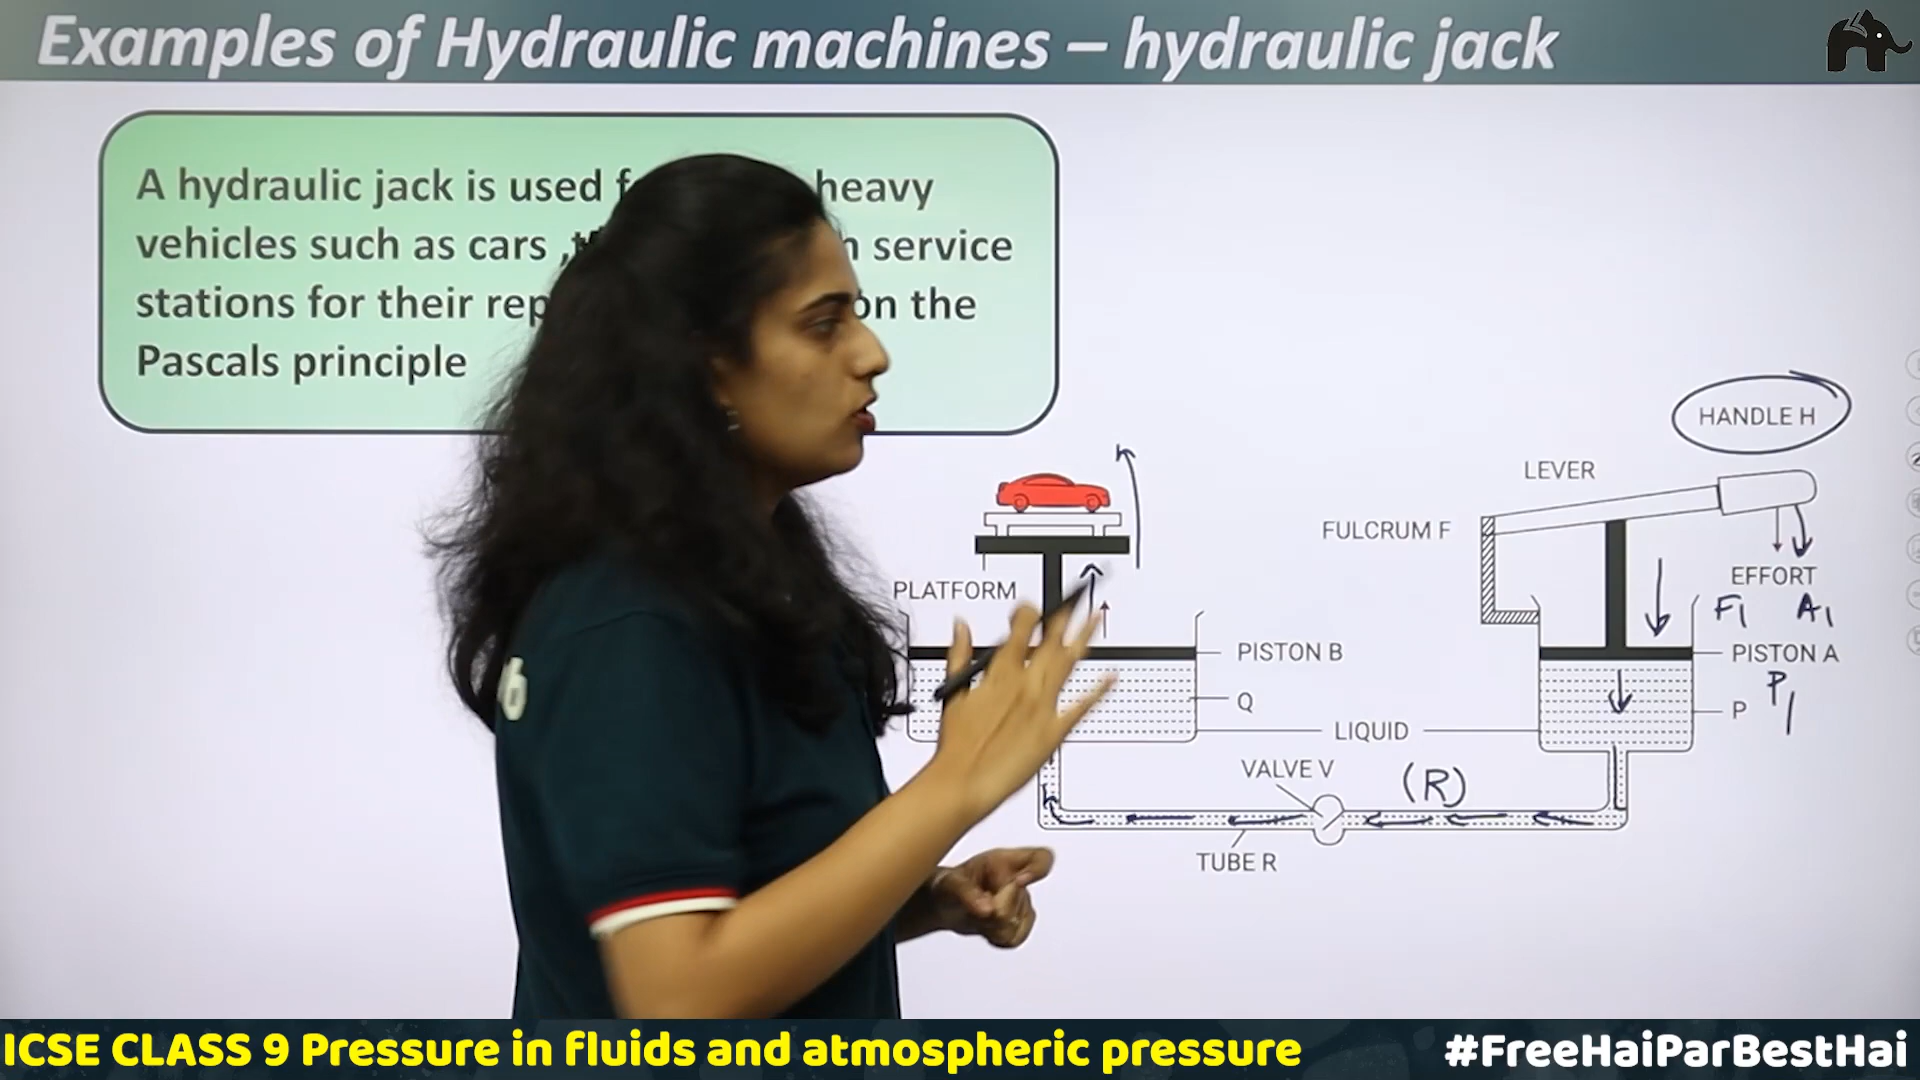 Examples of Hydraulic machines – hydraulic jack
A hydraulic jack is used heavy
vehicles such as cars , service
stations for their on the
Pascals principle
HANDLE H
LEVER
FULCRUM F
EFFORT
PLATFORM
F1 A1
PISTON B
PISTON A
P1
Q
P
LIQUID
VALVE V
(R)
TUBE R
6
ICSE CLASS 9 Pressure in fluids and atmospheric pressure
#FreeHaiParBestHai